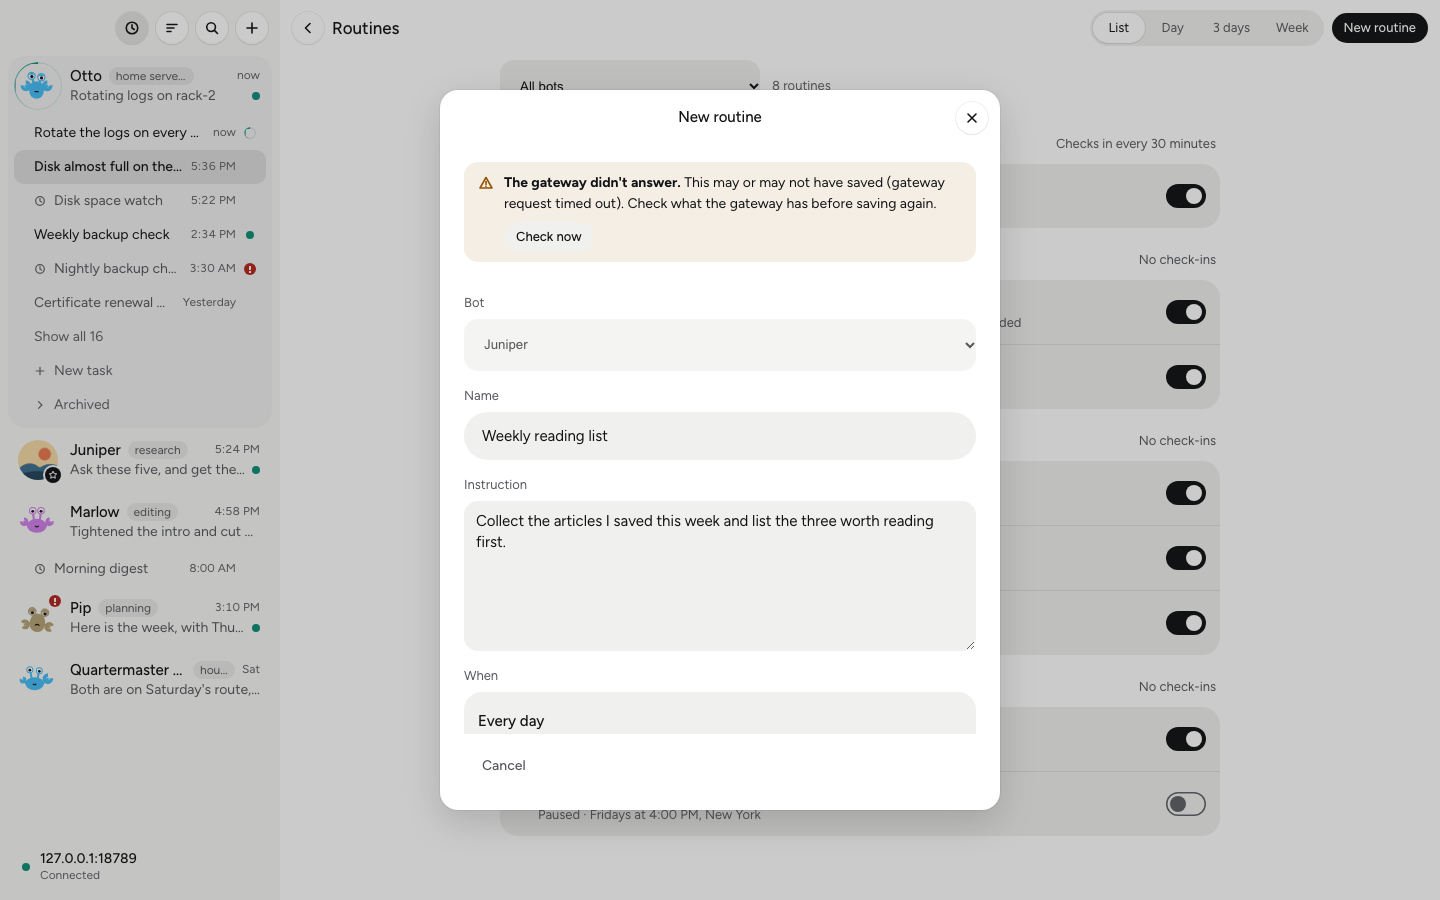 Routines
List
Day
3 days
Week
New routine
Otto
home serve...
now
Rotating logs on rack-2
Rotate the logs on every ...
now
Disk almost full on the...
5:36 PM
Disk space watch
5:22 PM
Weekly backup check
2:34 PM
Nightly backup ch...
3:30 AM
Certificate renewal ...
Yesterday
Show all 16
New task
Archived
Juniper
research
5:24 PM
Ask these five, and get the...
Marlow
editing
4:58 PM
Tightened the intro and cut ...
Morning digest
8:00 AM
Pip
planning
3:10 PM
Here is the week, with Thu...
Quartermaster ...
hou...
Sat
Both are on Saturday's route,...
127.0.0.1:18789
Connected
All bots
8 routines
Checks in every 30 minutes
No check-ins
ded
No check-ins
No check-ins
Paused · Fridays at 4:00 PM, New York
New routine
The gateway didn't answer. This may or may not have saved (gateway
request timed out). Check what the gateway has before saving again.
Check now
Bot
Juniper
Name
Weekly reading list
Instruction
Collect the articles I saved this week and list the three worth reading
first.
When
Every day
Cancel